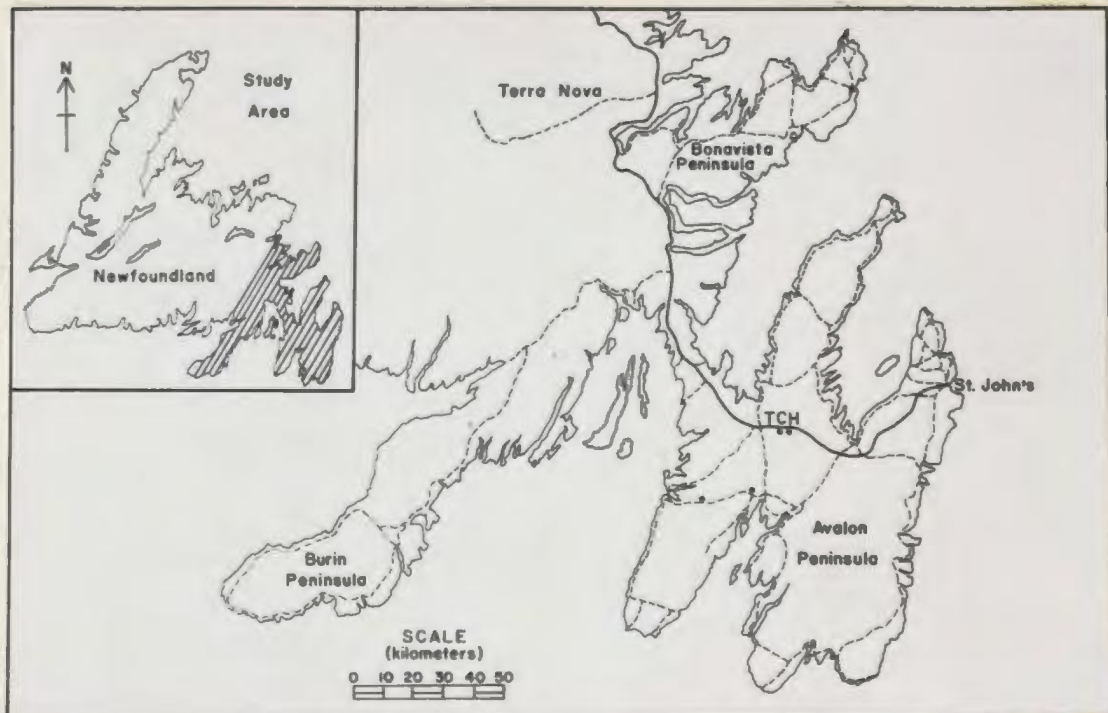 N
Study
Area
Newfoundland
Terra Nova
Bonavista
Peninsula
St. John's
TCH
Avalon
Peninsula
Burin
Peninsula
SCALE
(kilometers)
0 10 20 30 40 50